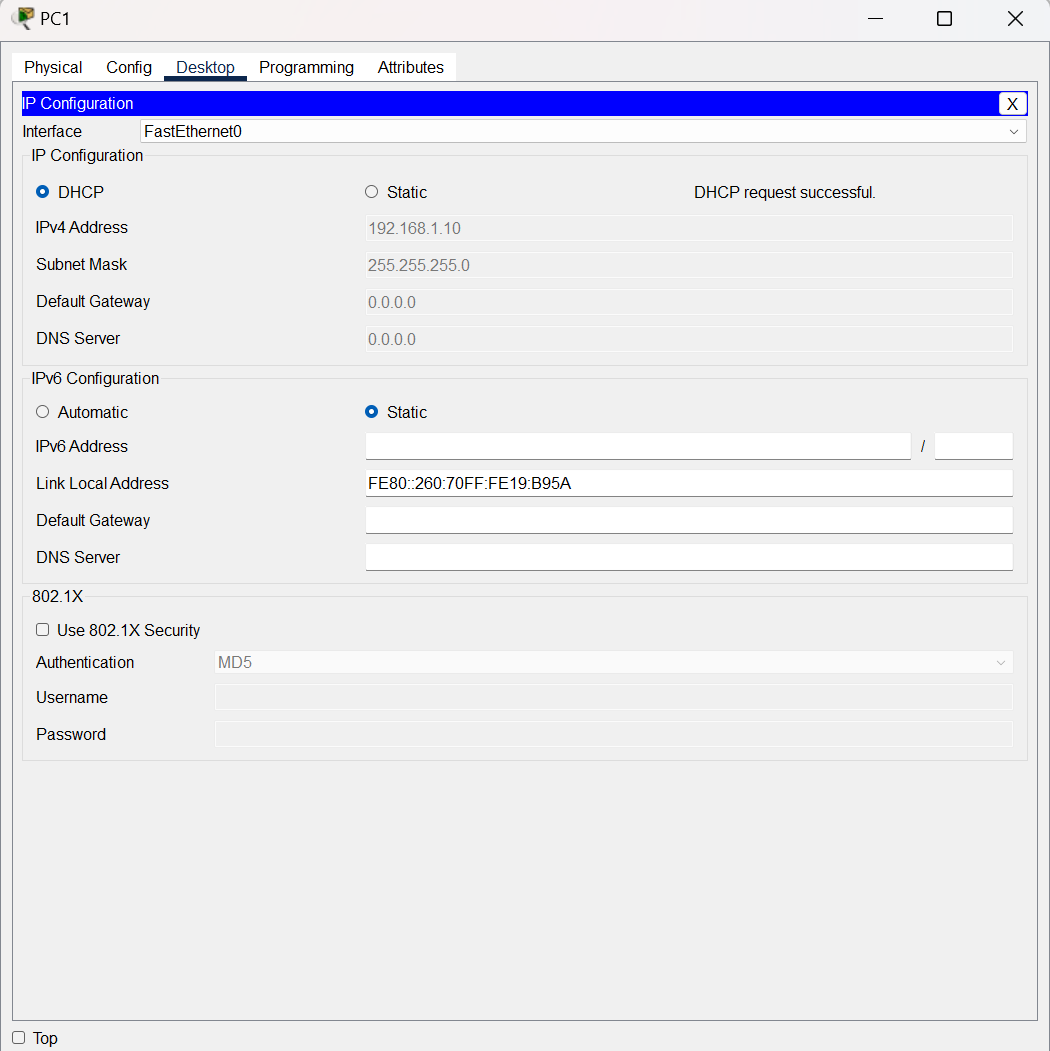 PC1
Physical Config Desktop Programming Attributes
IP Configuration X
Interface FastEthernet0
IP Configuration
DHCP Static DHCP request successful.
IPv4 Address 192.168.1.10
Subnet Mask 255.255.255.0
Default Gateway 0.0.0.0
DNS Server 0.0.0.0
IPv6 Configuration
Automatic Static
IPv6 Address /
Link Local Address FE80::260:70FF:FE19:B95A
Default Gateway
DNS Server
802.1X
Use 802.1X Security
Authentication MD5
Username
Password
Top